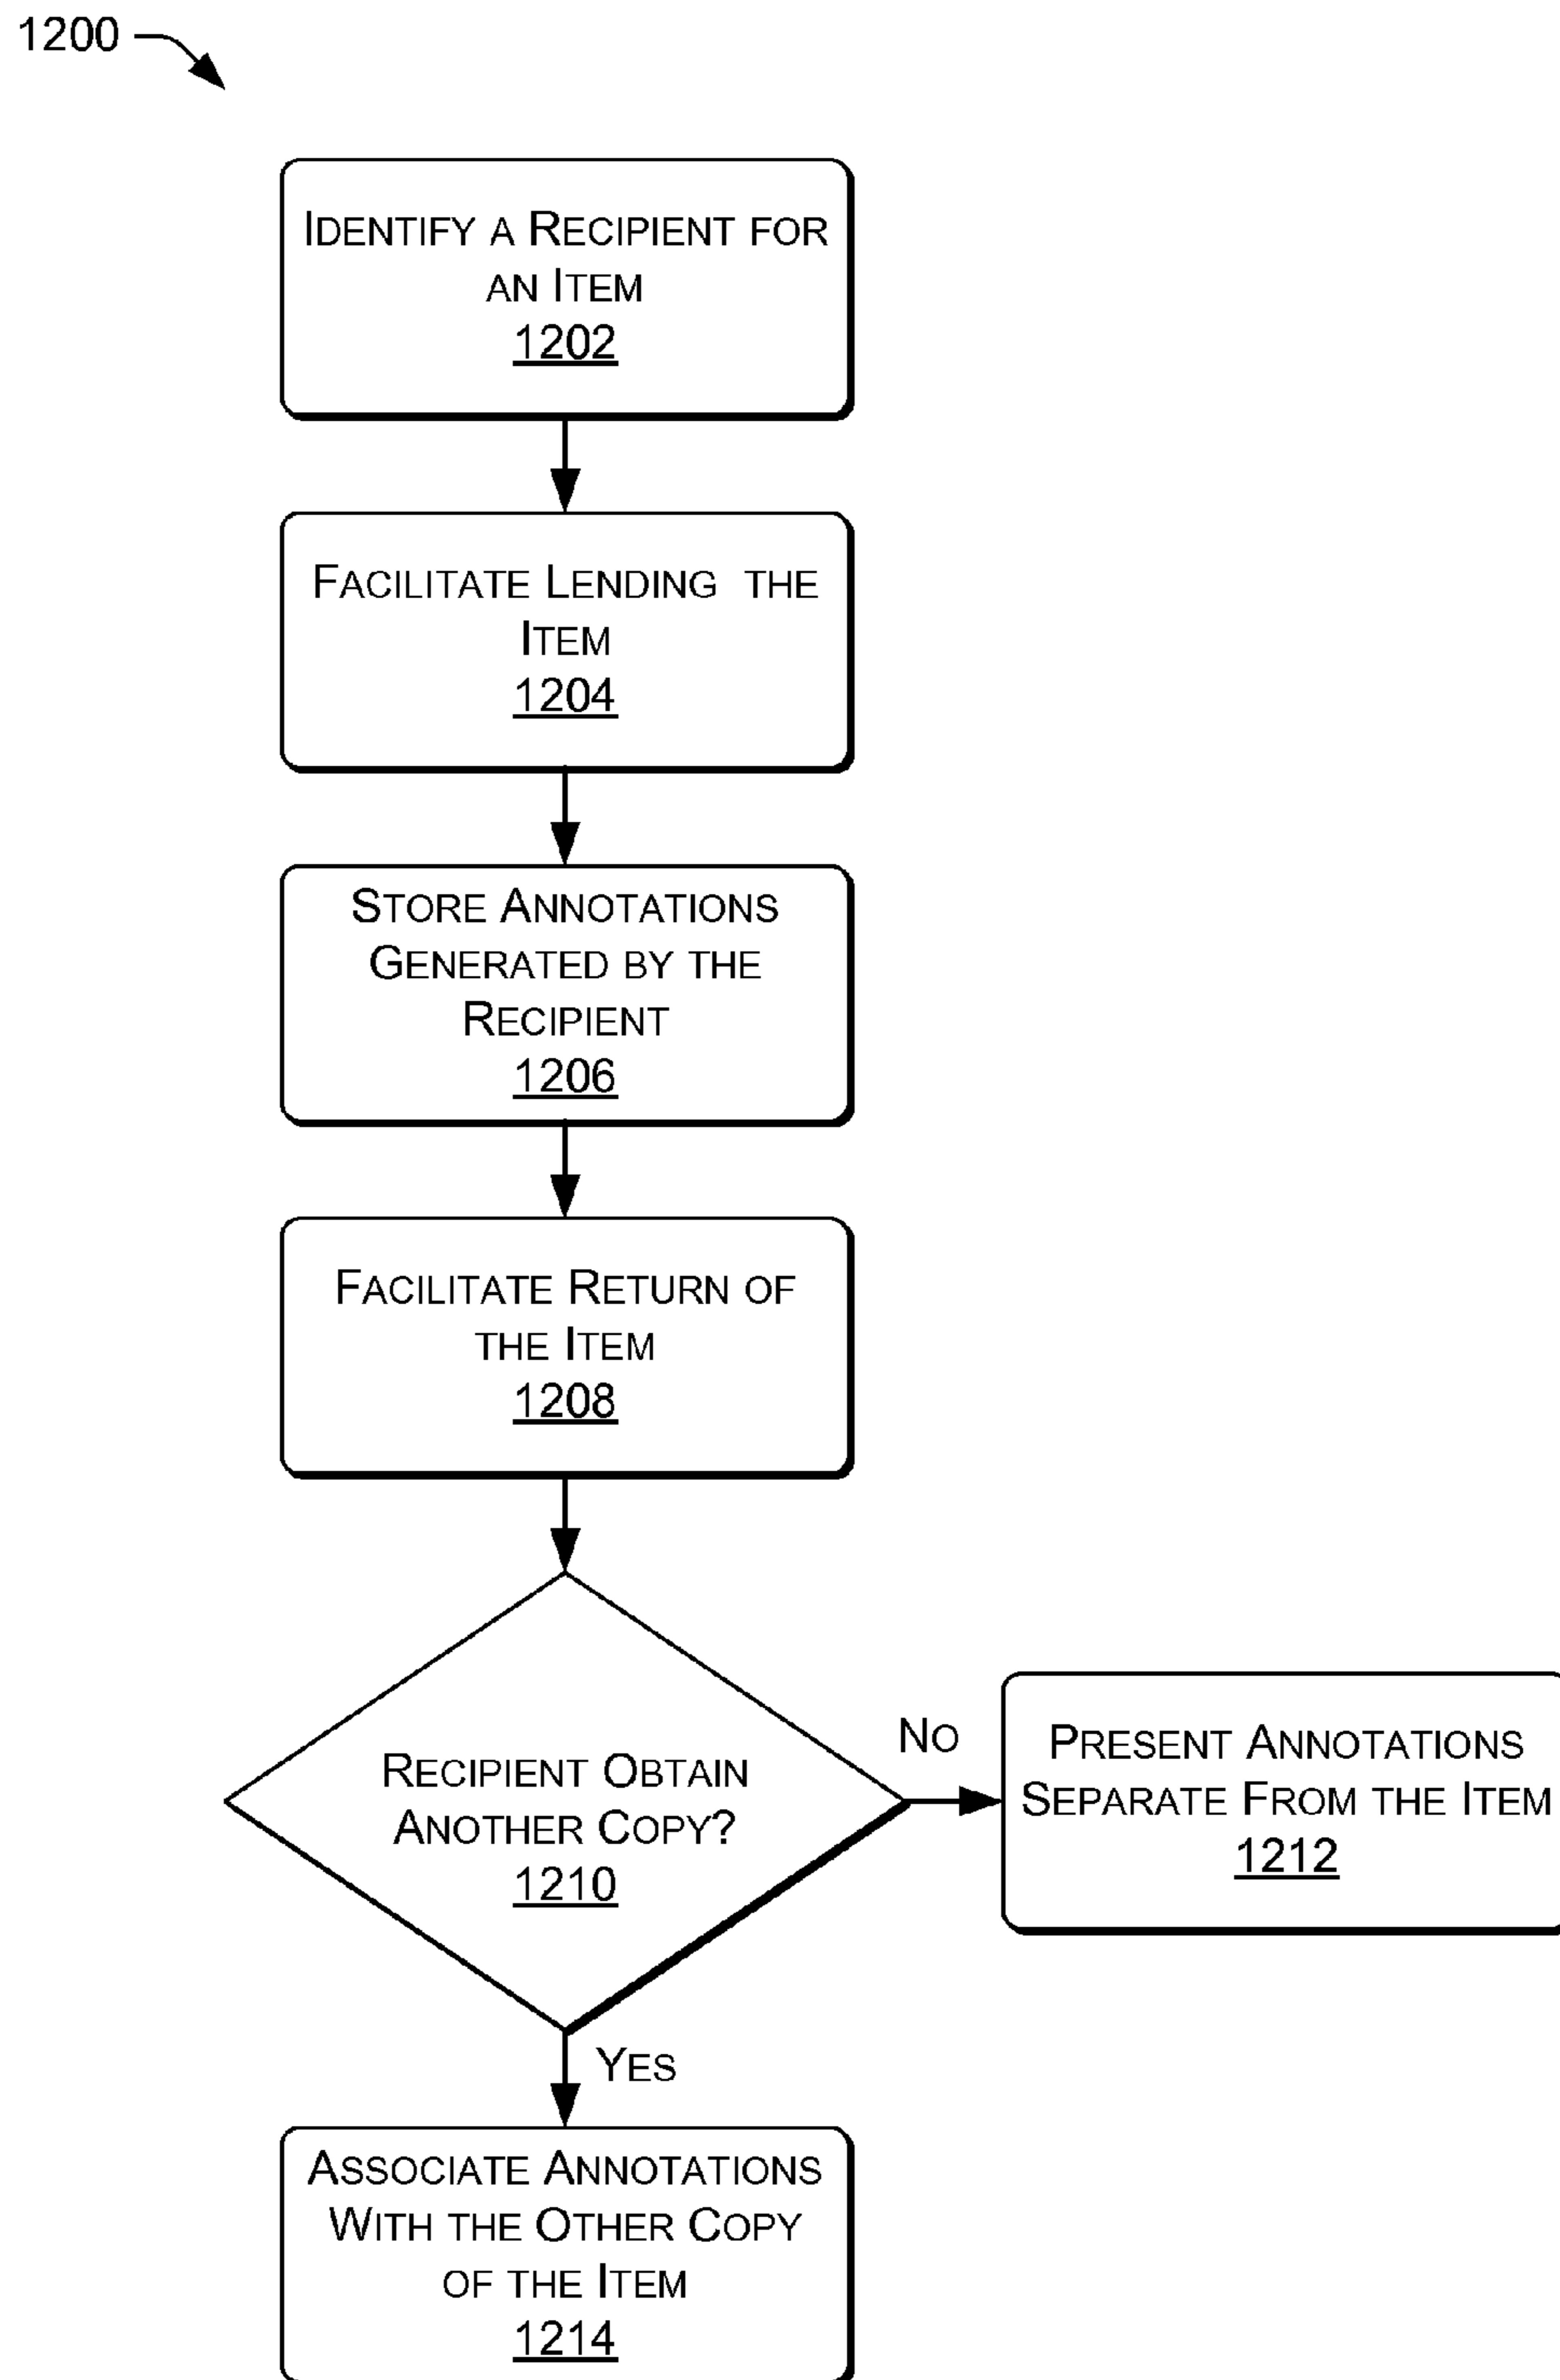 1200
IDENTIFY A RECIPIENT FOR
AN ITEM
1202
FACILITATE LENDING THE
ITEM
1204
STORE ANNOTATIONS
GENERATED BY THE
RECIPIENT
1206
FACILITATE RETURN OF
THE ITEM
1208
RECIPIENT OBTAIN
ANOTHER COPY?
1210
NO
PRESENT ANNOTATIONS
SEPARATE FROM THE ITEM
1212
YES
ASSOCIATE ANNOTATIONS
WITH THE OTHER COPY
OF THE ITEM
1214